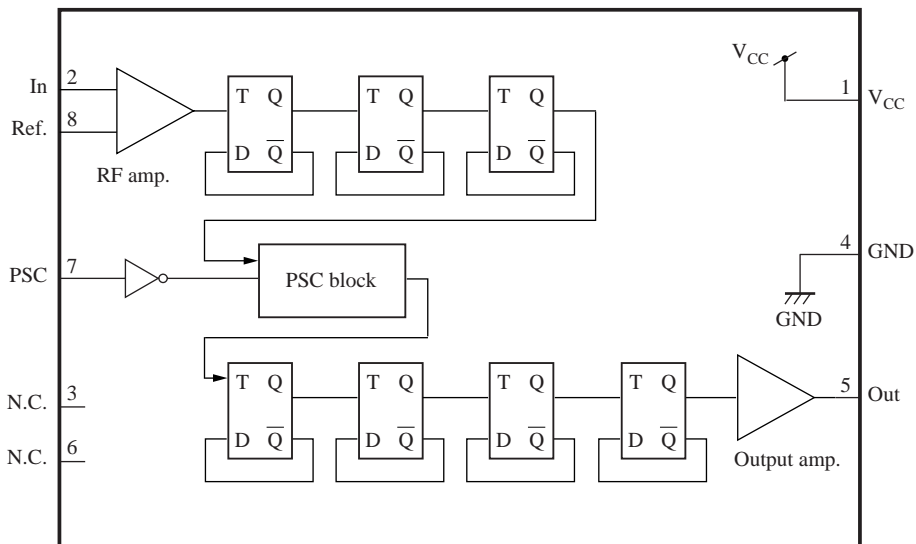 V_CC
In 2
1 V_CC
T Q T Q T Q
Ref. 8
D Q̅ D Q̅ D Q̅
RF amp.
4 GND
PSC 7
PSC block
GND
T Q T Q T Q T Q
5 Out
N.C. 3
D Q̅ D Q̅ D Q̅ D Q̅
N.C. 6
Output amp.